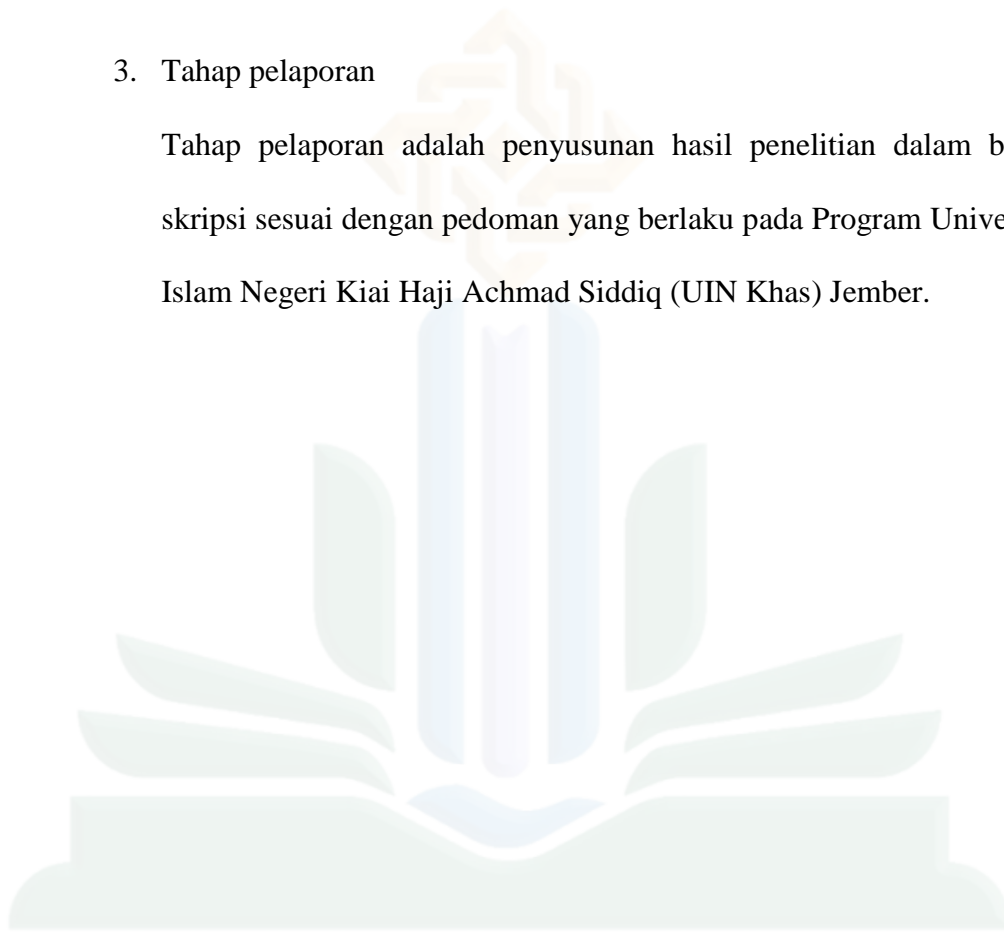 3. Tahap pelaporan
Tahap pelaporan adalah penyusunan hasil penelitian dalam b
skripsi sesuai dengan pedoman yang berlaku pada Program Unive
Islam Negeri Kiai Haji Achmad Siddiq (UIN Khas) Jember.